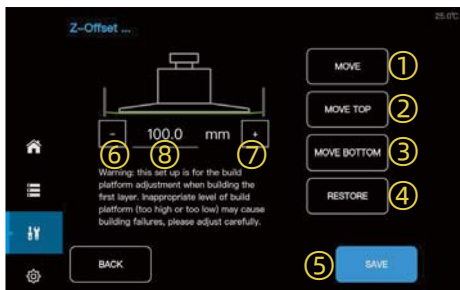 25.0℃
Z-Offset ...
MOVE ①
MOVE TOP ②
- 100.0 mm +
⑥ ⑧ ⑦
MOVE BOTTOM ③
Warning: this set up is for the build
platform adjustment when building the
first layer. Inappropriate level of build
platform (too high or too low) may cause
building failures, please adjust carefully.
RESTORE ④
BACK
⑤ SAVE